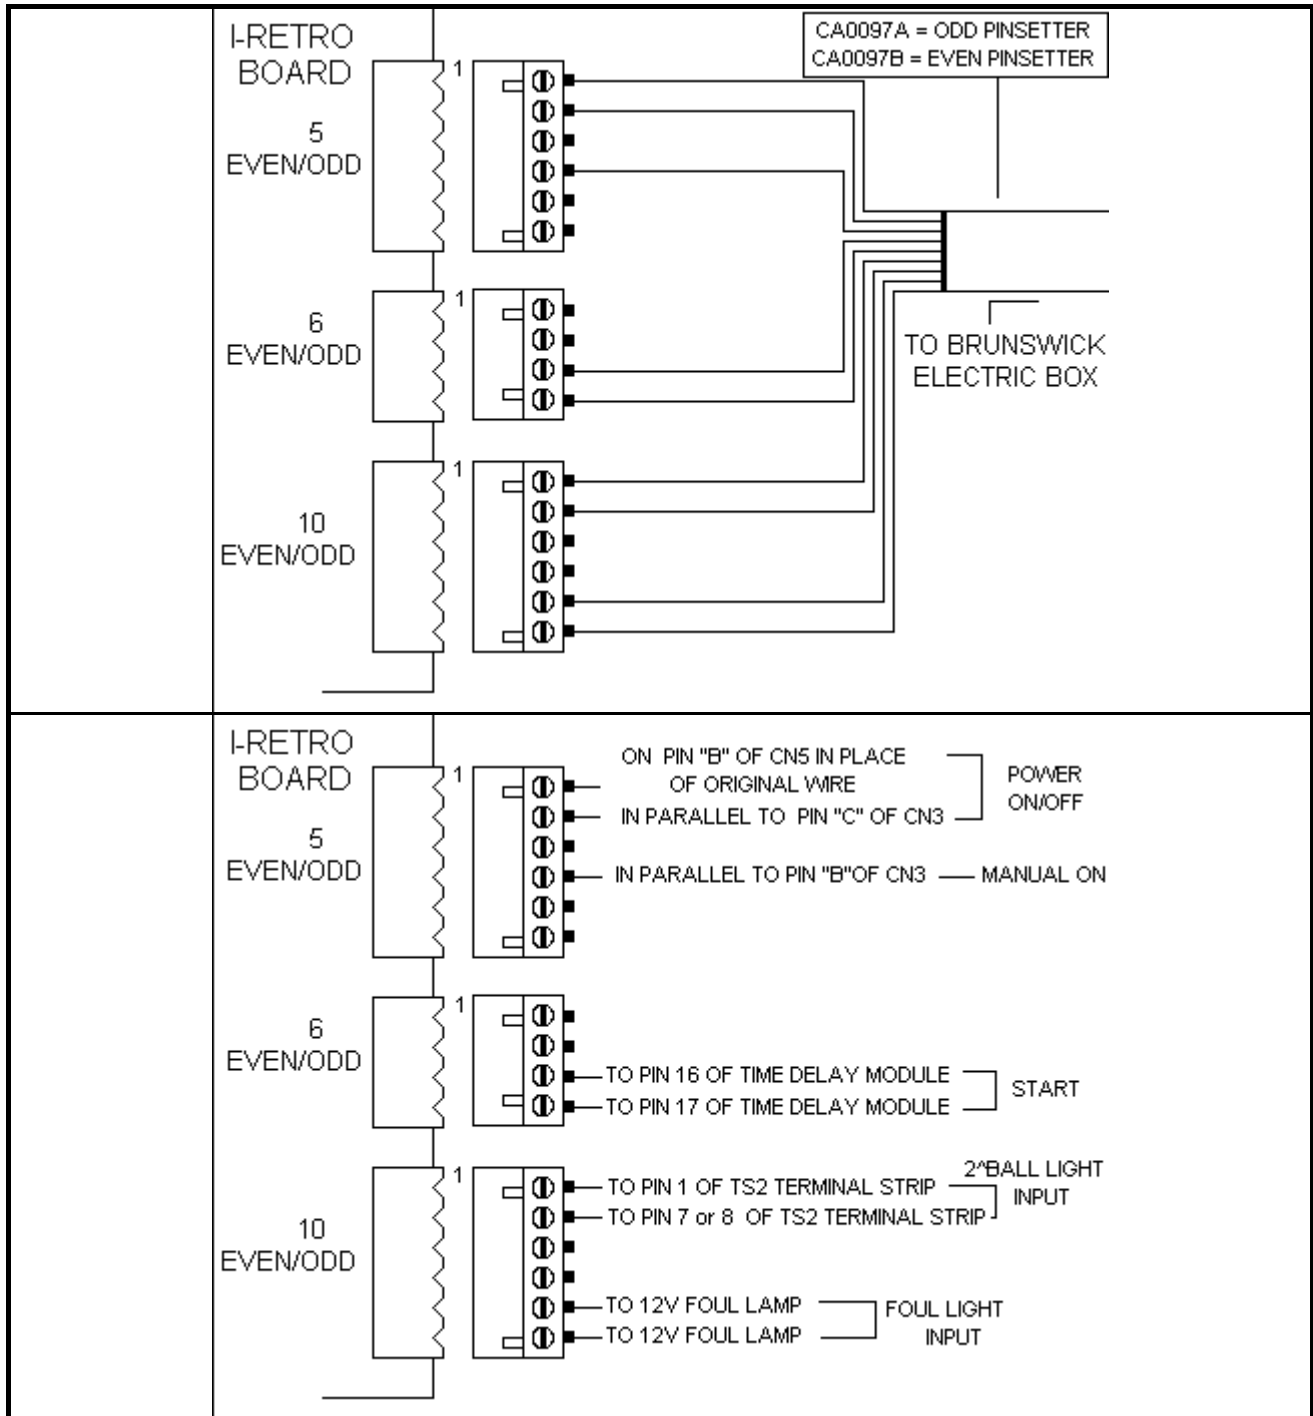 I-RETRO
BOARD
CA0097A = ODD PINSETTER
CA0097B = EVEN PINSETTER
1
5
EVEN/ODD
1
6
EVEN/ODD
TO BRUNSWICK
ELECTRIC BOX
1
10
EVEN/ODD
I-RETRO
BOARD
1
5
EVEN/ODD
ON PIN "B" OF CN5 IN PLACE
OF ORIGINAL WIRE
IN PARALLEL TO PIN "C" OF CN3
POWER
ON/OFF
IN PARALLEL TO PIN "B"OF CN3
MANUAL ON
1
6
EVEN/ODD
TO PIN 16 OF TIME DELAY MODULE
TO PIN 17 OF TIME DELAY MODULE
START
1
10
EVEN/ODD
TO PIN 1 OF TS2 TERMINAL STRIP
TO PIN 7 or 8 OF TS2 TERMINAL STRIP
2^BALL LIGHT
INPUT
TO 12V FOUL LAMP
TO 12V FOUL LAMP
FOUL LIGHT
INPUT